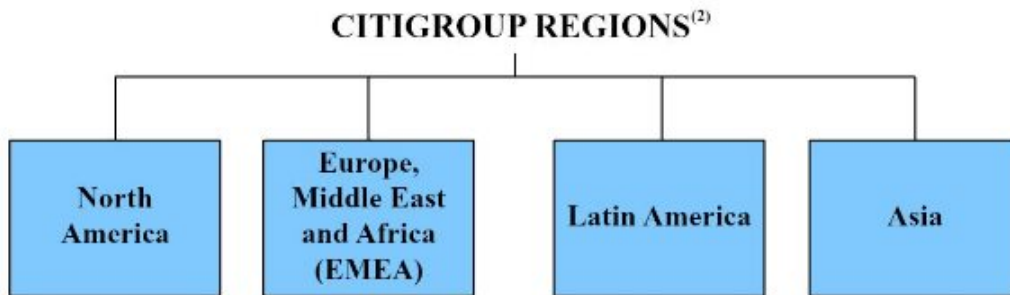 CITIGROUP REGIONS(2)
North
America
Europe,
Middle East
and Africa
(EMEA)
Latin America
Asia